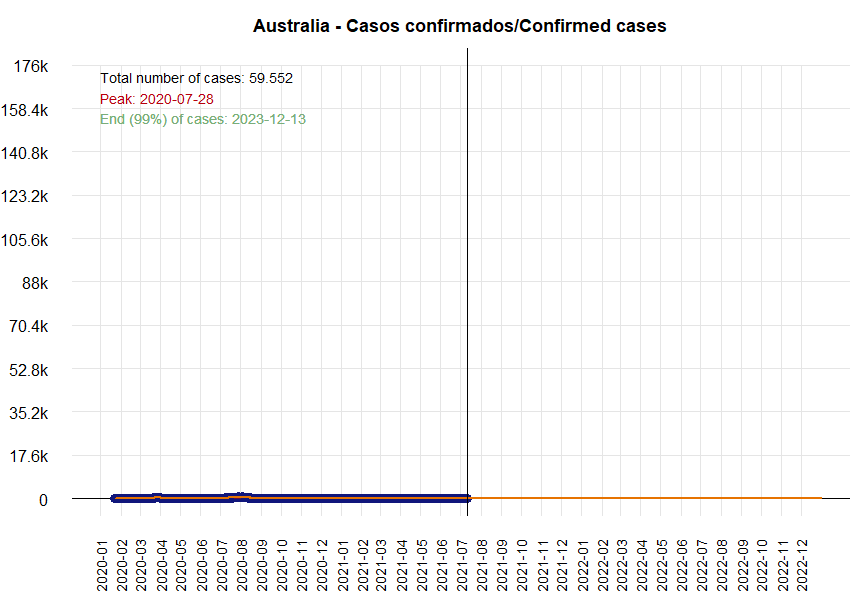 Australia - Casos confirmados/Confirmed cases
176k
Total number of cases: 59.552
Peak: 2020-07-28
158.4k
End (99%) of cases: 2023-12-13
140.8k
123.2k
105.6k
88k
70.4k
52.8k
35.2k
17.6k
0
2020-01
2020-02
2020-03
2020-04
2020-05
2020-06
2020-07
2020-08
2020-09
2020-10
2020-11
2020-12
2021-01
2021-02
2021-03
2021-04
2021-05
2021-06
2021-07
2021-08
2021-09
2021-10
2021-11
2021-12
2022-01
2022-02
2022-03
2022-04
2022-05
2022-06
2022-07
2022-08
2022-09
2022-10
2022-11
2022-12